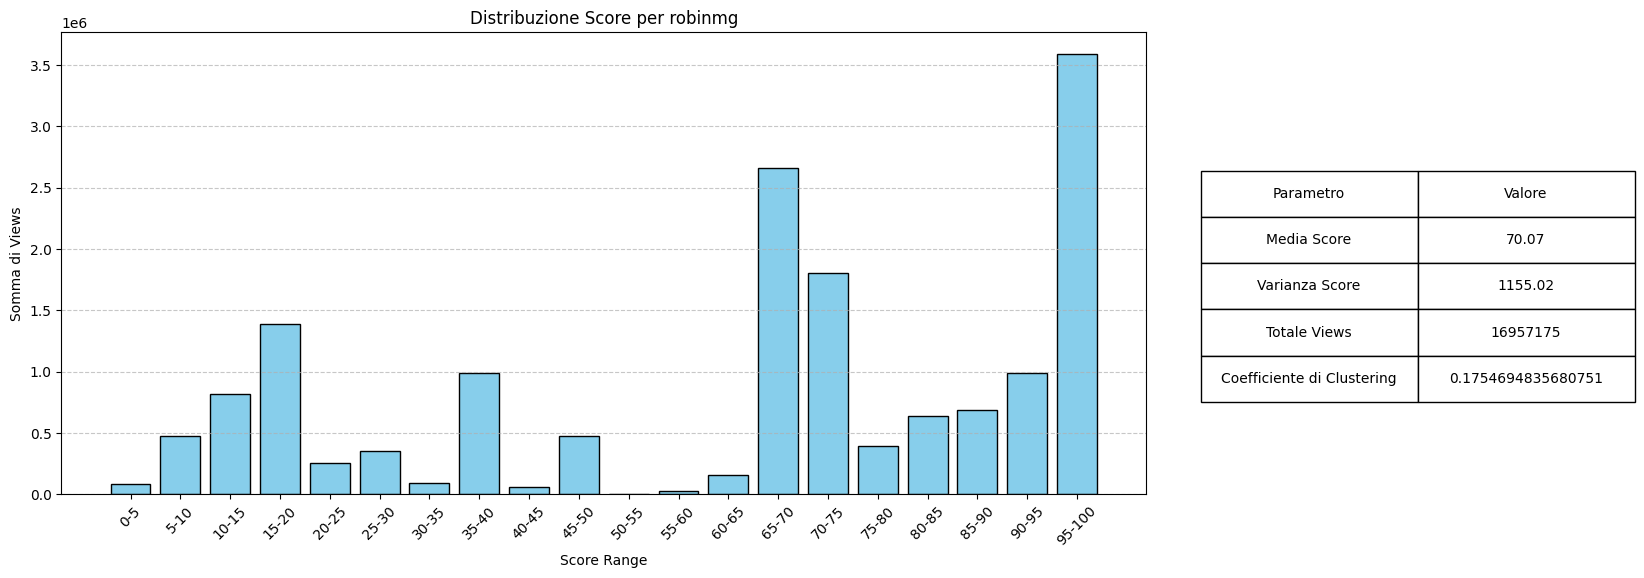 Distribuzione Score per robinmg
1e6
3.5
3.0
2.5
2.0
1.5
1.0
0.5
0.0
Somma di Views
0-5 5-10 10-15 15-20 20-25 25-30 30-35 35-40 40-45 45-50 50-55 55-60 60-65 65-70 70-75 75-80 80-85 85-90 90-95 95-100
Score Range
Parametro Valore
Media Score 70.07
Varianza Score 1155.02
Totale Views 16957175
Coefficiente di Clustering 0.1754694835680751